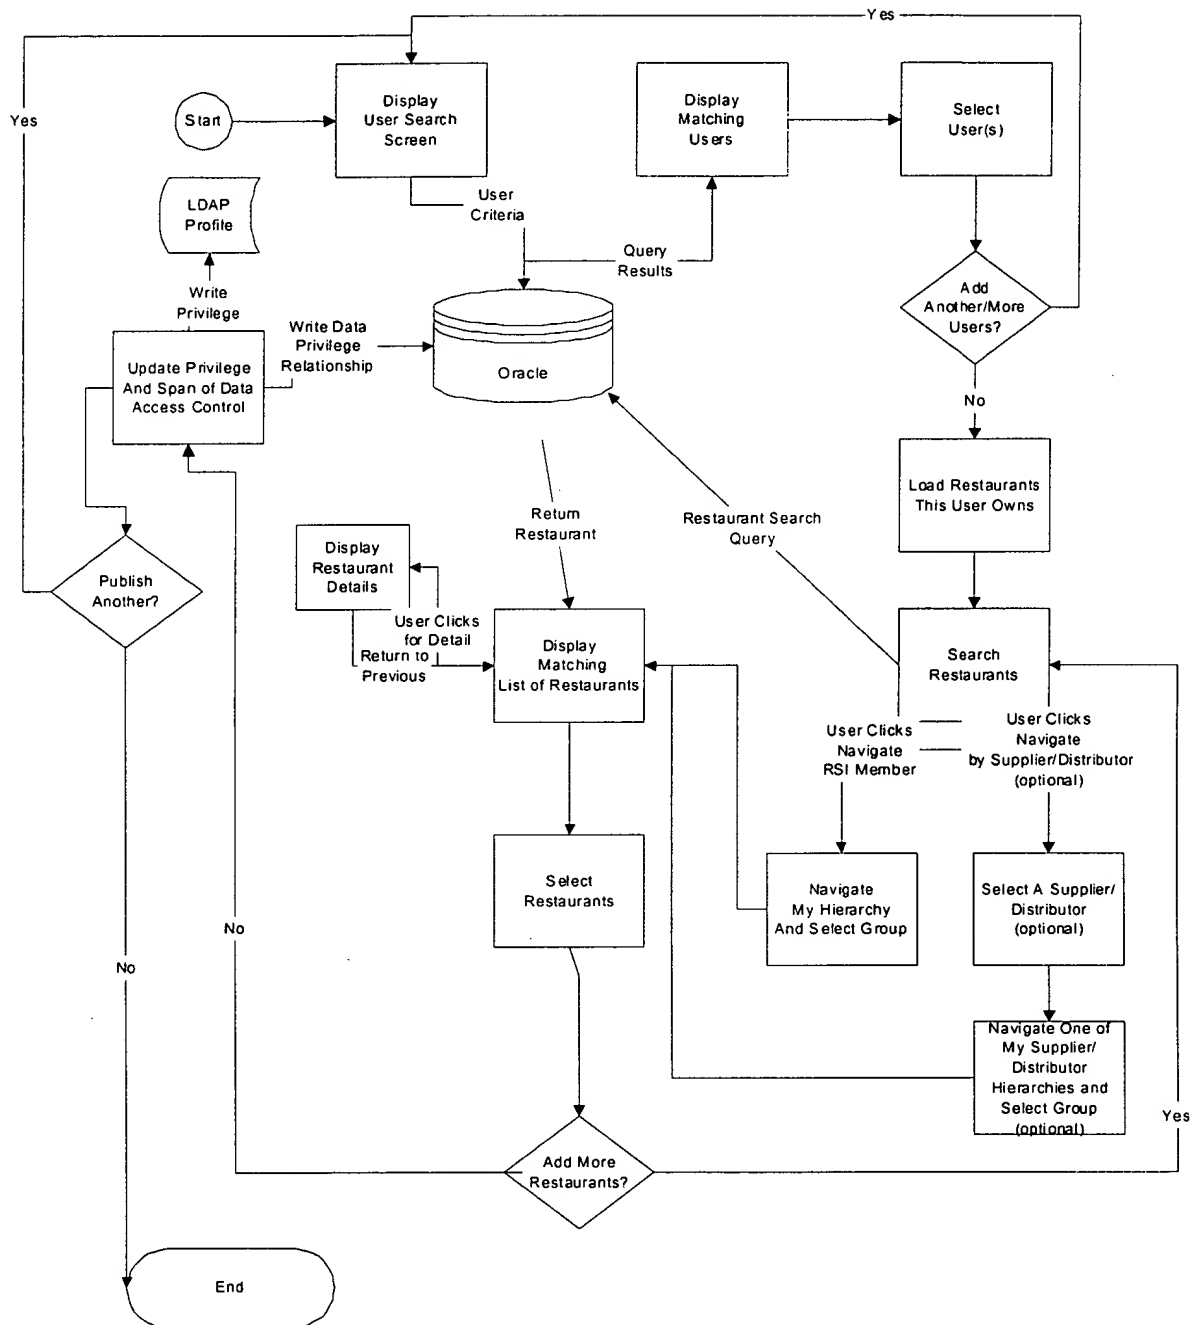 Yes
Yes
Start
Display
User Search
Screen
Display
Matching
Users
Select
User(s)
LDAP
Profile
User
Criteria
Query
Results
Write
Privilege
Write Data
Privilege
Relationship
Add
Another/More
Users?
Update Privilege
And Span of Data
Access Control
Oracle
No
Load Restaurants
This User Owns
Return
Restaurant
Restaurant Search
Query
Display
Restaurant
Details
Publish
Another?
User Clicks
for Detail
Return to
Previous
Display
Matching
List of Restaurants
Search
Restaurants
User Clicks
Navigate
RSI Member
User Clicks
Navigate
by Supplier/Distributor
(optional)
Select
Restaurants
Navigate
My Hierarchy
And Select Group
Select A Supplier/
Distributor
(optional)
No
No
Navigate One of
My Supplier/
Distributor
Hierarchies and
Select Group
(optional)
Yes
Add More
Restaurants?
End